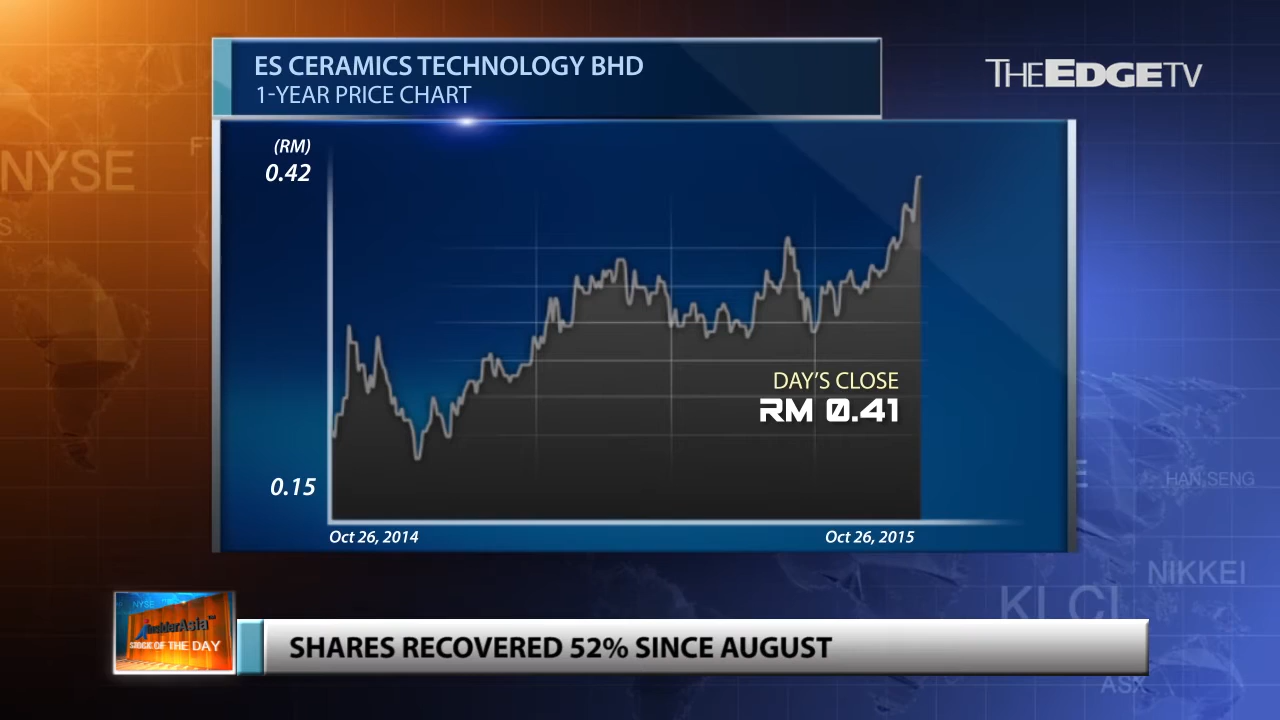 ES CERAMICS TECHNOLOGY BHD
1-YEAR PRICE CHART
THEEDGETV
NYSE
(RM)
0.42
DAY'S CLOSE
RM 0.41
0.15
HAN SENG
Oct 26, 2014
Oct 26, 2015
NIKKEI
KLCI
NYSE
InsiderAsia™
STOCK OF THE DAY
SHARES RECOVERED 52% SINCE AUGUST
ASX